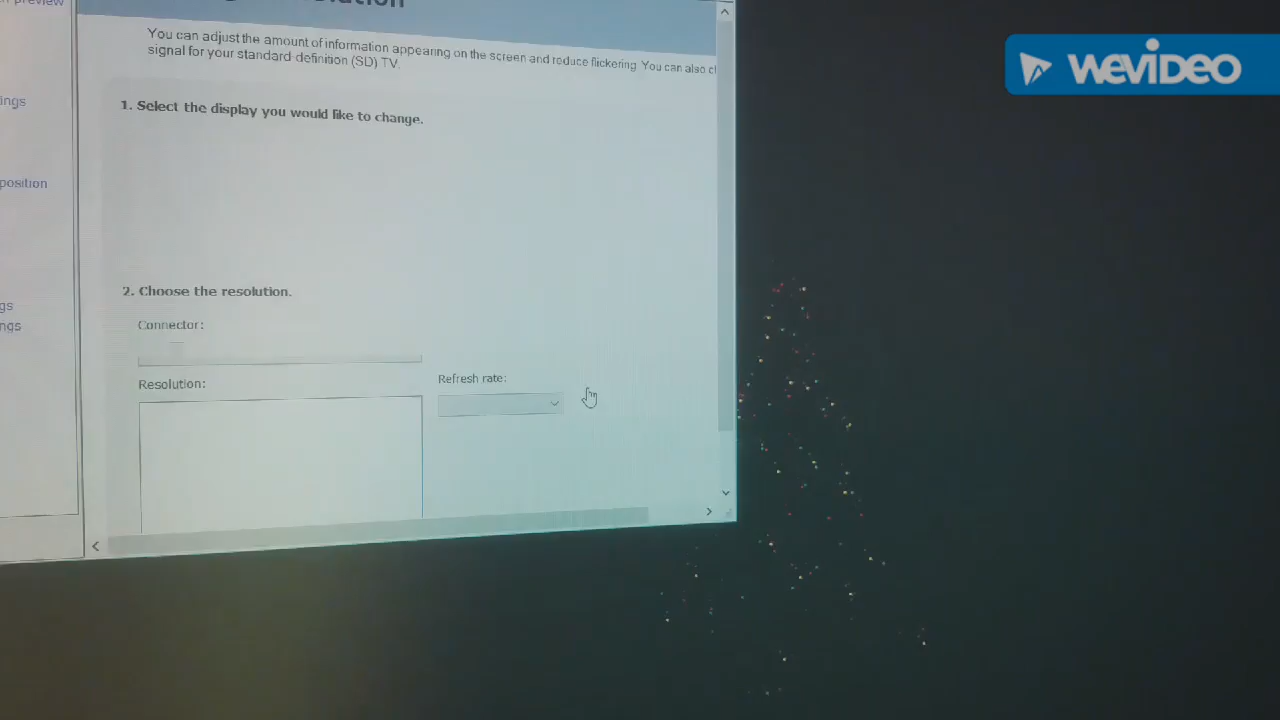 You can adjust the amount of information appearing on the screen and reduce flickering. You can also
signal for your standard-definition (SD) TV.
1. Select the display you would like to change.
position
2. Choose the resolution.
Connector:
Resolution:
Refresh rate:
WEVIDEO